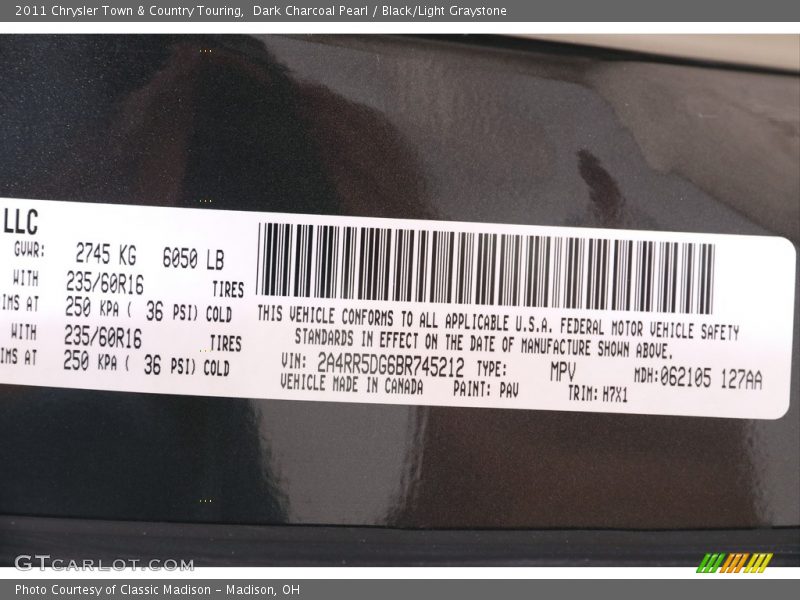 2011 Chrysler Town & Country Touring,  Dark Charcoal Pearl / Black/Light Graystone
LLC
GVWR: 2745 KG 6050 LB
WITH 235/60R16 TIRES
IMS AT 250 KPA ( 36 PSI) COLD
WITH 235/60R16 TIRES
IMS AT 250 KPA ( 36 PSI) COLD
THIS VEHICLE CONFORMS TO ALL APPLICABLE U.S.A. FEDERAL MOTOR VEHICLE SAFETY
STANDARDS IN EFFECT ON THE DATE OF MANUFACTURE SHOWN ABOVE.
VIN: 2A4RR5DG6BR745212 TYPE: MPV MDH:062105 127AA
VEHICLE MADE IN CANADA PAINT: PAV TRIM: H7X1
GTCARLOT.COM
Photo Courtesy of Classic Madison – Madison, OH